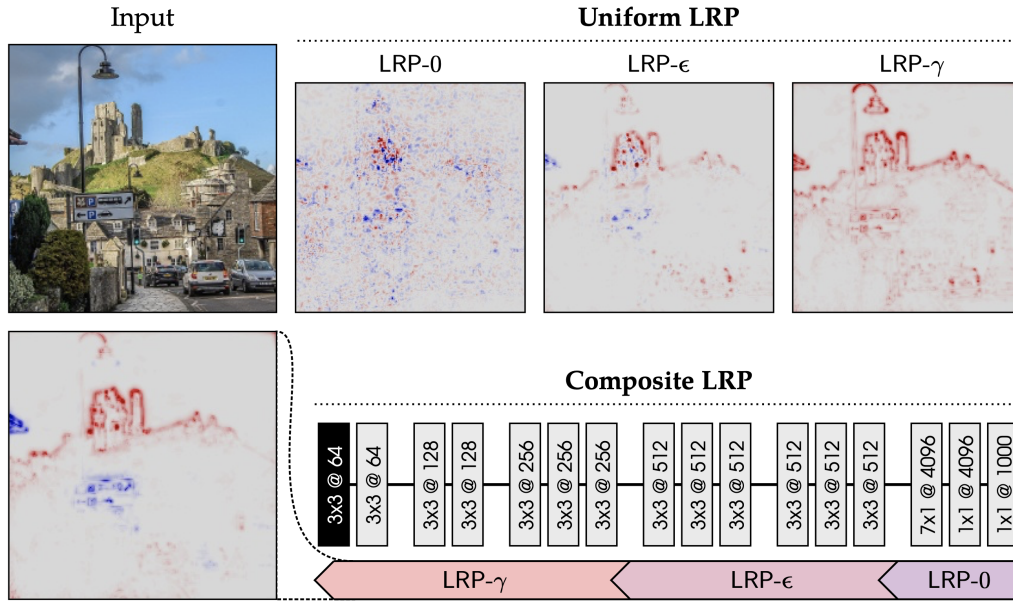 Input
Uniform LRP
LRP-0
LRP-ϵ
LRP-γ
P
P
Composite LRP
3x3 @ 64
3x3 @ 64
3x3 @ 128
3x3 @ 128
3x3 @ 256
3x3 @ 256
3x3 @ 256
3x3 @ 512
3x3 @ 512
3x3 @ 512
3x3 @ 512
3x3 @ 512
3x3 @ 512
7x1 @ 4096
1x1 @ 4096
1x1 @ 1000
LRP-γ
LRP-ϵ
LRP-0